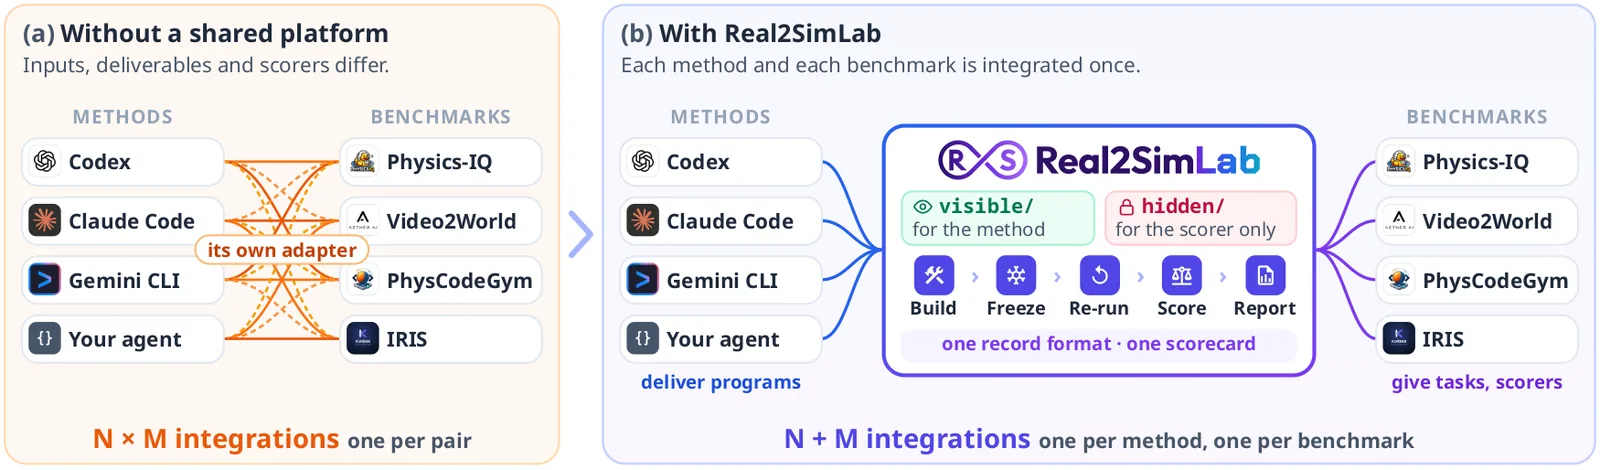 (a) Without a shared platform
Inputs, deliverables and scorers differ.
METHODS
BENCHMARKS
Codex
Physics-IQ
Claude Code
Video2World
its own adapter
Gemini CLI
PhysCodeGym
Your agent
IRIS
N × M integrations one per pair
(b) With Real2SimLab
Each method and each benchmark is integrated once.
METHODS
Codex
Claude Code
Gemini CLI
{} Your agent
deliver programs
R S Real2SimLab
visible/
for the method
hidden/
for the scorer only
Build › Freeze › Re-run › Score › Report
one record format · one scorecard
BENCHMARKS
Physics-IQ
Video2World
PhysCodeGym
IRIS
give tasks, scorers
N + M integrations one per method, one per benchmark